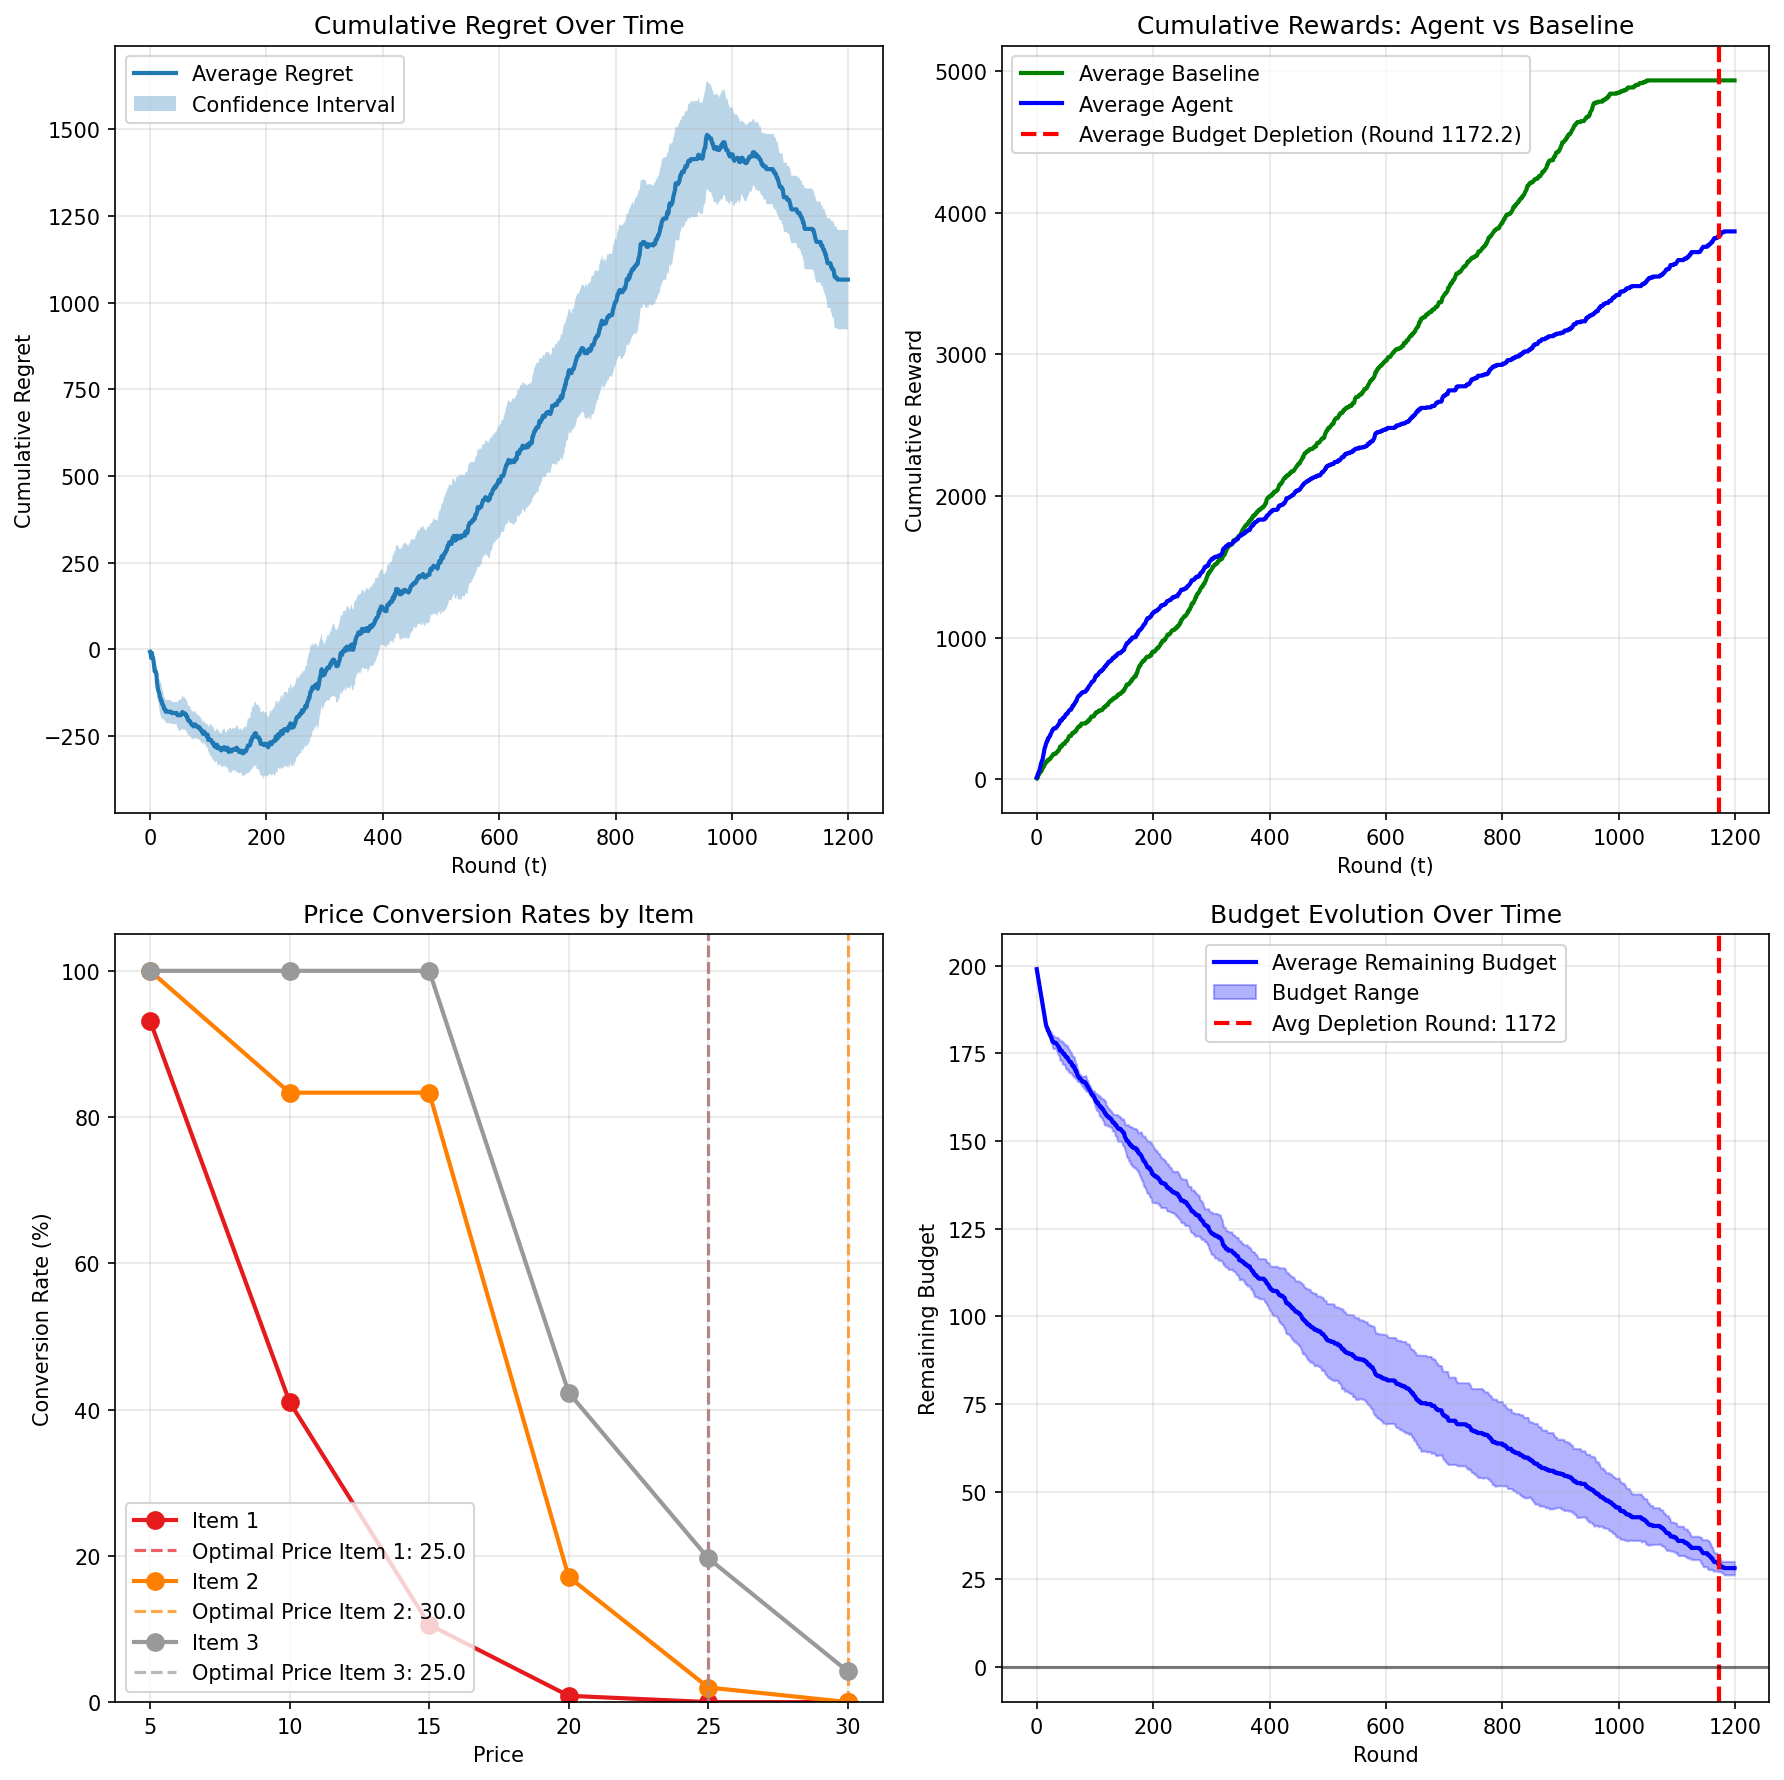 Cumulative Regret Over Time
Average Regret
Confidence Interval
1500
1250
1000
750
500
250
0
−250
Cumulative Regret
0 200 400 600 800 1000 1200
Round (t)
Cumulative Rewards: Agent vs Baseline
Average Baseline
Average Agent
Average Budget Depletion (Round 1172.2)
5000
4000
3000
2000
1000
0
Cumulative Reward
0 200 400 600 800 1000 1200
Round (t)
Price Conversion Rates by Item
100
80
60
40
20
0
Conversion Rate (%)
Item 1
Optimal Price Item 1: 25.0
Item 2
Optimal Price Item 2: 30.0
Item 3
Optimal Price Item 3: 25.0
5 10 15 20 25 30
Price
Budget Evolution Over Time
Average Remaining Budget
Budget Range
Avg Depletion Round: 1172
200
175
150
125
100
75
50
25
0
Remaining Budget
0 200 400 600 800 1000 1200
Round